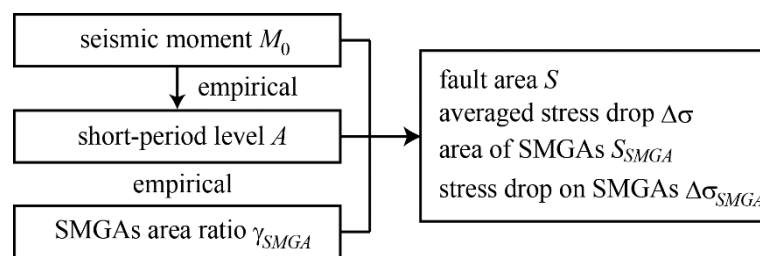 seismic moment M₀
empirical
short-period level A
empirical
SMGAs area ratio γSMGA
fault area S
averaged stress drop Δσ
area of SMGAs SSMGA
stress drop on SMGAs ΔσSMGA